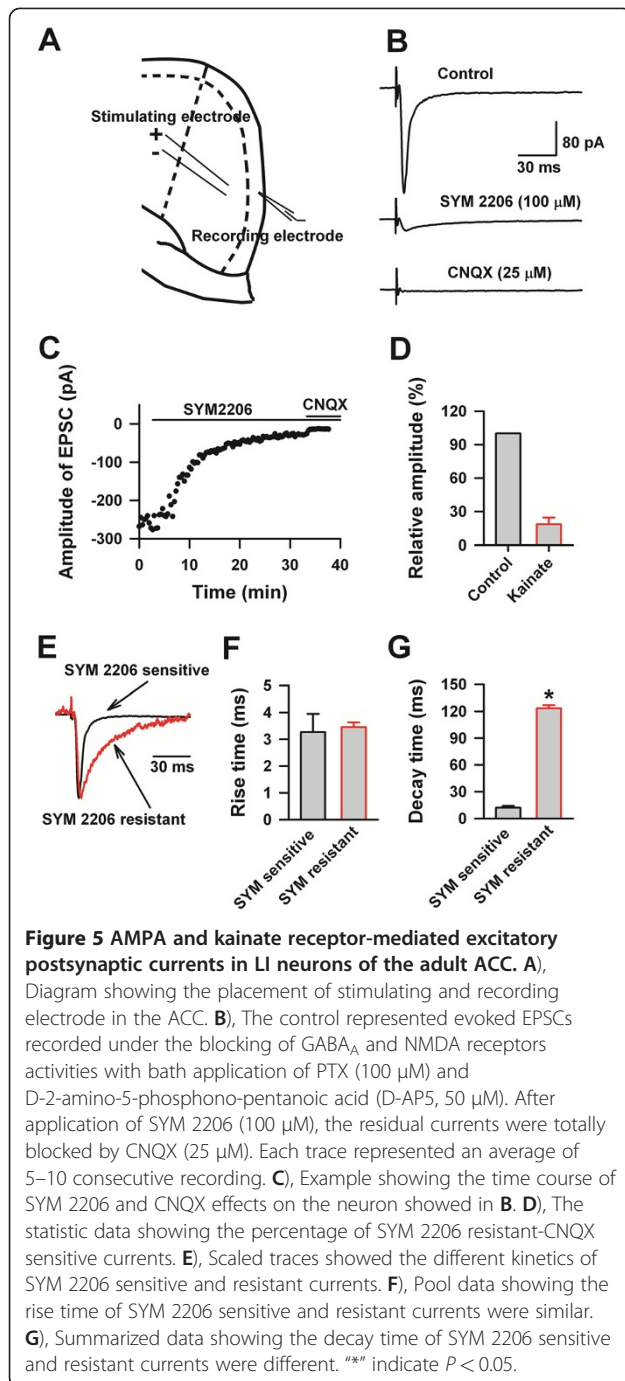 A
Stimulating electrode
+
-
Recording electrode
B
Control
80 pA
30 ms
SYM 2206 (100 μM)
CNQX (25 μM)
C
Amplitude of EPSC (pA)
SYM2206
CNQX
0
-100
-200
-300
0 10 20 30 40
Time (min)
D
Relative amplitude (%)
120
90
60
30
0
Control
Kainate
E
SYM 2206 sensitive
30 ms
SYM 2206 resistant
F
Rise time (ms)
5
4
3
2
1
0
SYM sensitive
SYM resistant
G
Decay time (ms)
150
120
90
60
30
0
*
SYM sensitive
SYM resistant
Figure 5 AMPA and kainate receptor-mediated excitatory
postsynaptic currents in LI neurons of the adult ACC. A),
Diagram showing the placement of stimulating and recording
electrode in the ACC. B), The control represented evoked EPSCs
recorded under the blocking of GABAA and NMDA receptors
activities with bath application of PTX (100 μM) and
D-2-amino-5-phosphono-pentanoic acid (D-AP5, 50 μM). After
application of SYM 2206 (100 μM), the residual currents were totally
blocked by CNQX (25 μM). Each trace represented an average of
5–10 consecutive recording. C), Example showing the time course of
SYM 2206 and CNQX effects on the neuron showed in B. D), The
statistic data showing the percentage of SYM 2206 resistant-CNQX
sensitive currents. E), Scaled traces showed the different kinetics of
SYM 2206 sensitive and resistant currents. F), Pool data showing the
rise time of SYM 2206 sensitive and resistant currents were similar.
G), Summarized data showing the decay time of SYM 2206 sensitive
and resistant currents were different. “*” indicate P < 0.05.